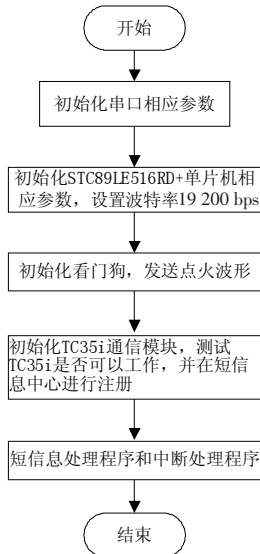 开始
初始化串口相应参数
初始化STC89LE516RD+单片机相
应参数，设置波特率19 200 bps
初始化看门狗，发送点火波形
初始化TC35i通信模块，测试
TC35i是否可以工作，并在短信
息中心进行注册
短信息处理程序和中断处理程序
结束